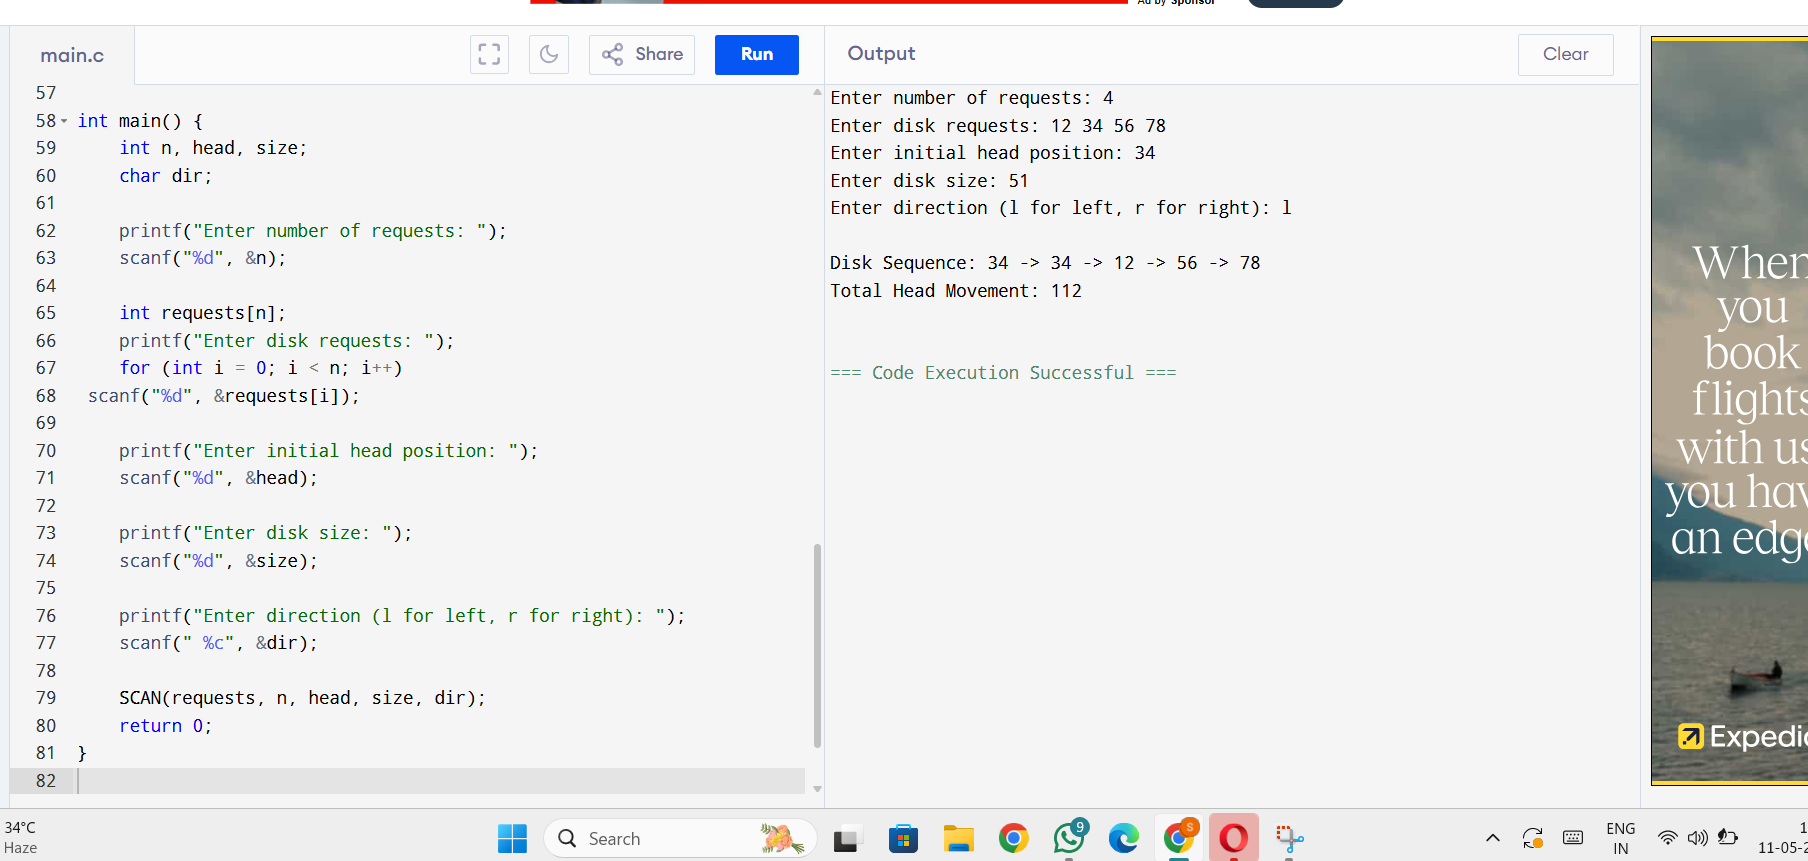 Ad by Sponsor
main.c
Share
Run
Output
Clear
57
58 int main() {
59 int n, head, size;
60 char dir;
61
62 printf("Enter number of requests: ");
63 scanf("%d", &n);
64
65 int requests[n];
66 printf("Enter disk requests: ");
67 for (int i = 0; i < n; i++)
68 scanf("%d", &requests[i]);
69
70 printf("Enter initial head position: ");
71 scanf("%d", &head);
72
73 printf("Enter disk size: ");
74 scanf("%d", &size);
75
76 printf("Enter direction (l for left, r for right): ");
77 scanf(" %c", &dir);
78
79 SCAN(requests, n, head, size, dir);
80 return 0;
81 }
82
Enter number of requests: 4
Enter disk requests: 12 34 56 78
Enter initial head position: 34
Enter disk size: 51
Enter direction (l for left, r for right): l
Disk Sequence: 34 -> 34 -> 12 -> 56 -> 78
Total Head Movement: 112
=== Code Execution Successful ===
When
you
book
flights
with us
you hav
an edge
Expedia
34°C
Haze
Search
9
S
ENG
IN
11-05-2